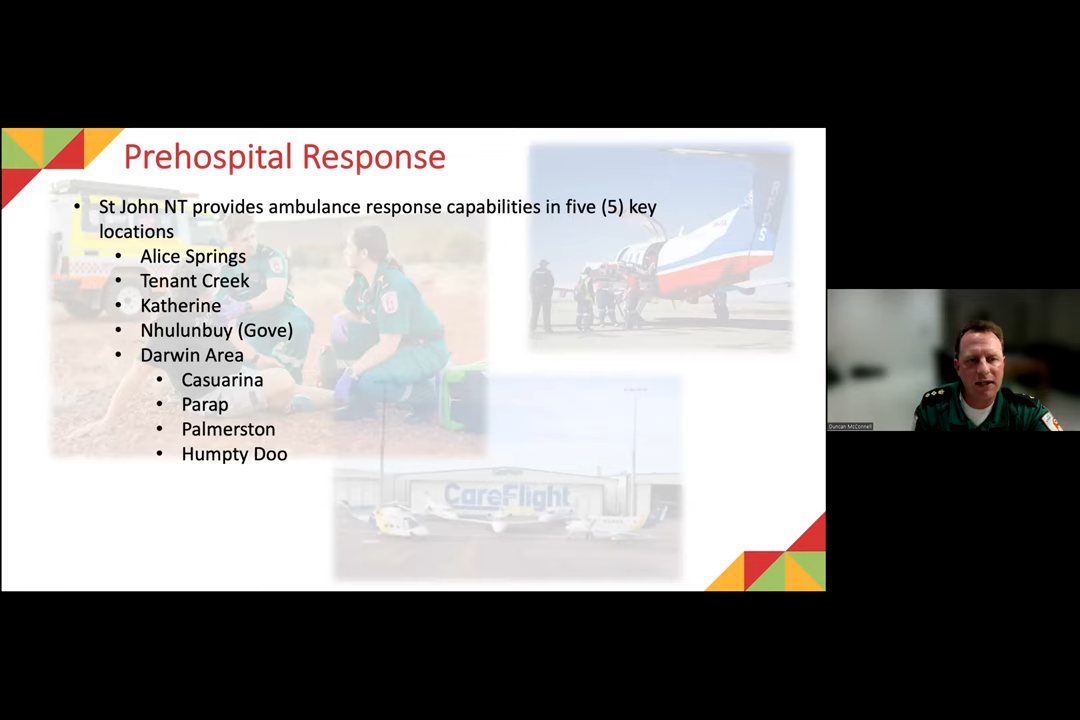 Prehospital Response
• St John NT provides ambulance response capabilities in five (5) key
locations
• Alice Springs
• Tenant Creek
• Katherine
• Nhulunbuy (Gove)
• Darwin Area
• Casuarina
• Parap
• Palmerston
• Humpty Doo
CareFlight
Duncan McConnell